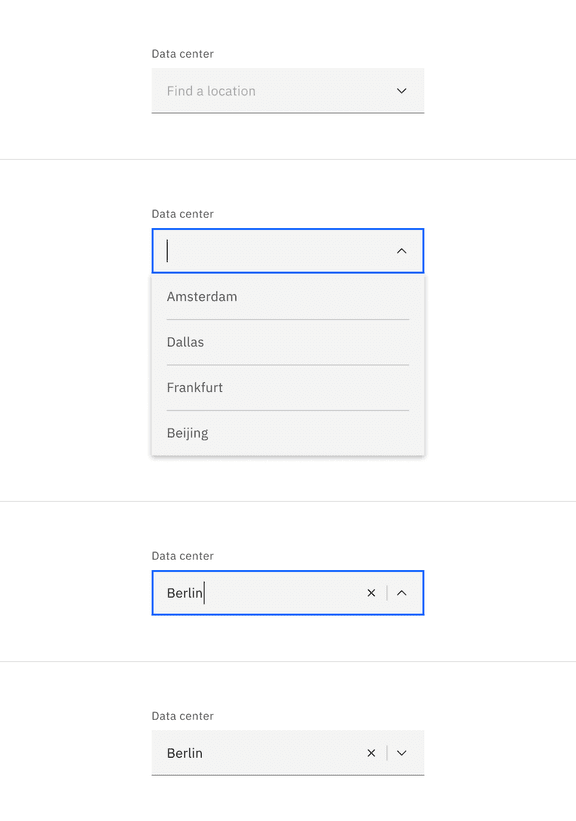 Data center
Find a location
Data center
Amsterdam
Dallas
Frankfurt
Beijing
Data center
Berlin
Data center
Berlin